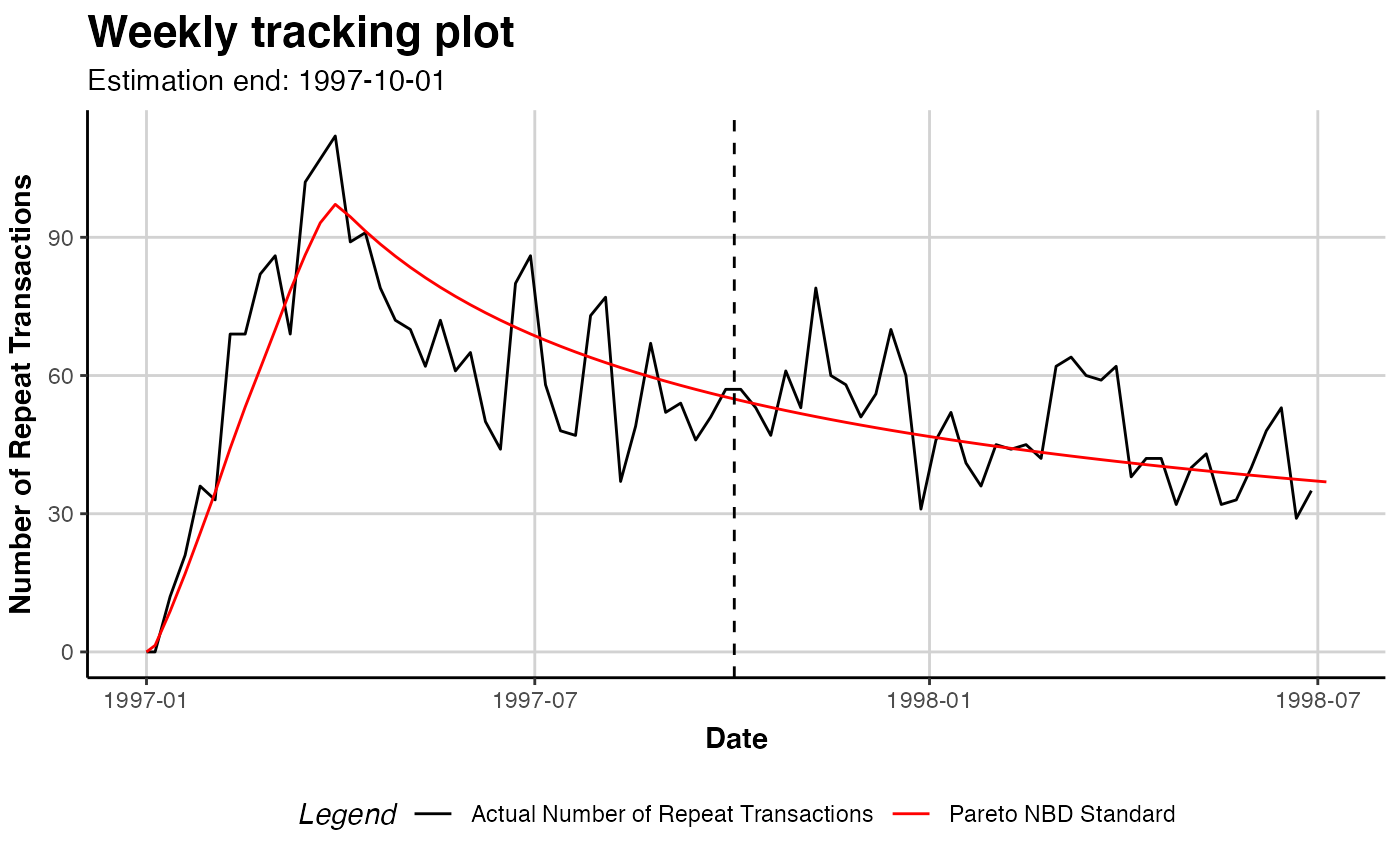 Weekly tracking plot
Estimation end: 1997-10-01
Number of Repeat Transactions
90
60
30
0
1997-01 1997-07 1998-01 1998-07
Date
Legend Actual Number of Repeat Transactions Pareto NBD Standard